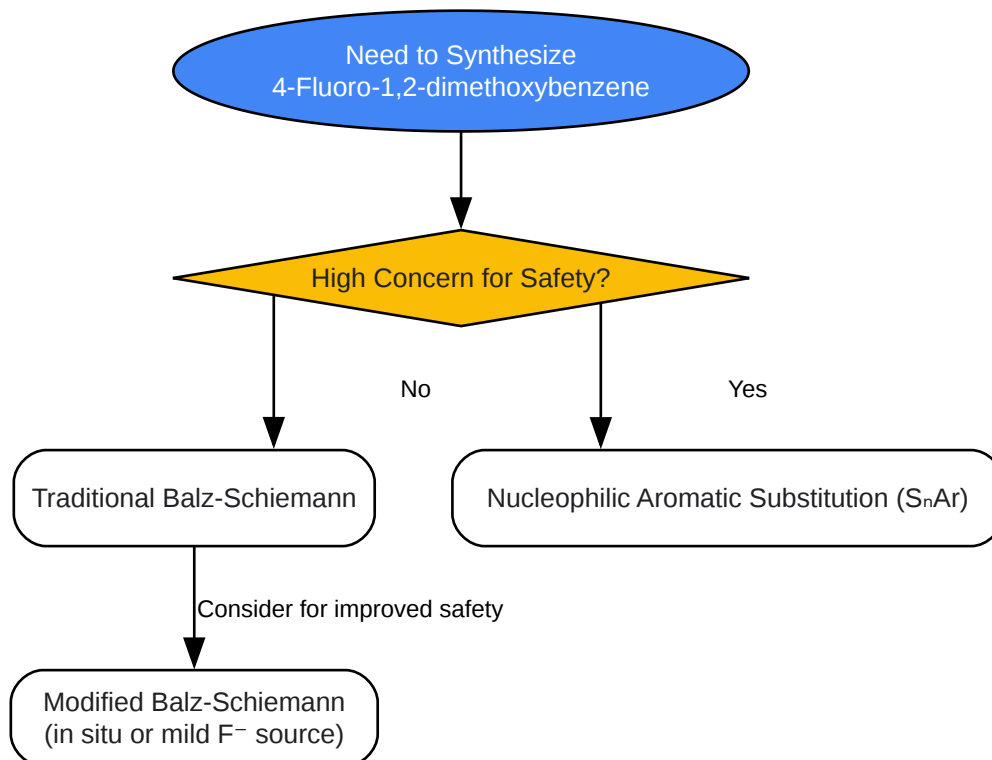 Need to Synthesize
4-Fluoro-1,2-dimethoxybenzene
High Concern for Safety?
No
Yes
Traditional Balz-Schiemann
Nucleophilic Aromatic Substitution (SₙAr)
Consider for improved safety
Modified Balz-Schiemann
(in situ or mild F⁻ source)